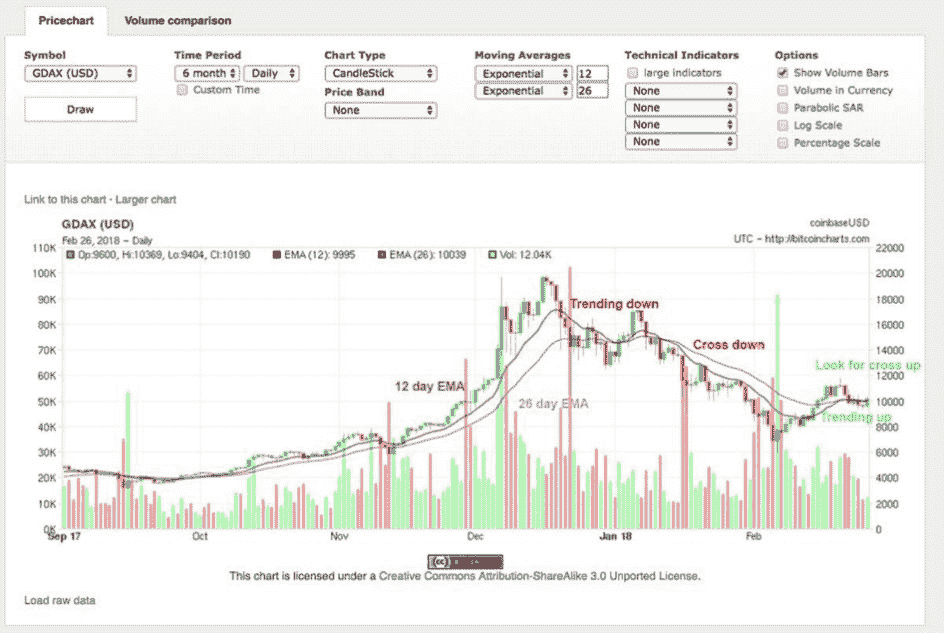 Pricechart Volume comparison
Symbol Time Period Chart Type Moving Averages Technical Indicators Options
GDAX (USD) 6 month Daily CandleStick Exponential 12 large indicators Show Volume Bars
Custom Time Price Band Exponential 26 None Volume in Currency
Draw None None Parabolic SAR
None Log Scale
None Percentage Scale
Link to this chart - Larger chart
GDAX (USD) coinbaseUSD
Feb 26, 2018 - Daily UTC - http://bitcoincharts.com
Op:9600, Hi:10369, Lo:9404, Cl:10190 EMA (12): 9995 EMA (26): 10039 Vol: 12.04K
110K 22000
100K 20000
90K 18000
Trending down
80K 16000
70K 14000
Cross down
60K 12000
Look for cross up
12 day EMA
50K 10000
26 day EMA
Trending up
40K 8000
30K 6000
20K 4000
10K 2000
0K 0
Sep 17 Oct Nov Dec Jan 18 Feb
(cc)
This chart is licensed under a Creative Commons Attribution-ShareAlike 3.0 Unported License.
Load raw data